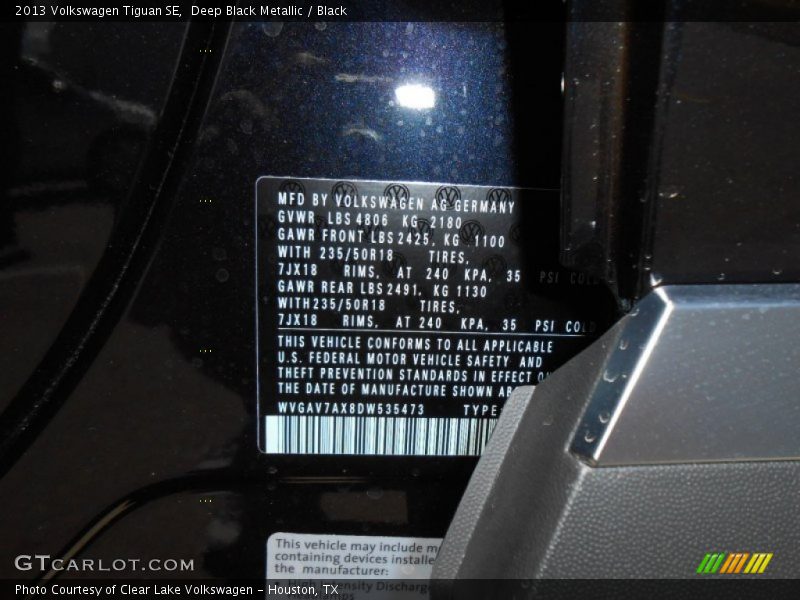 2013 Volkswagen Tiguan SE,  Deep Black Metallic / Black
MFD BY VOLKSWAGEN AG GERMANY
GVWR LBS 4806 KG 2180
GAWR FRONT LBS 2425, KG 1100
WITH 235/50R18 TIRES,
7JX18 RIMS, AT 240 KPA, 35 PSI COLD
GAWR REAR LBS 2491, KG 1130
WITH 235/50R18 TIRES,
7JX18 RIMS, AT 240 KPA, 35 PSI COLD
THIS VEHICLE CONFORMS TO ALL APPLICABLE
U.S. FEDERAL MOTOR VEHICLE SAFETY AND
THEFT PREVENTION STANDARDS IN EFFECT
THE DATE OF MANUFACTURE SHOWN
WVGAV7AX8DW535473 TYPE
This vehicle may include
containing devices
the manufacturer:
High Intensity Discharge
GTCARLOT.COM
Photo Courtesy of Clear Lake Volkswagen - Houston, TX